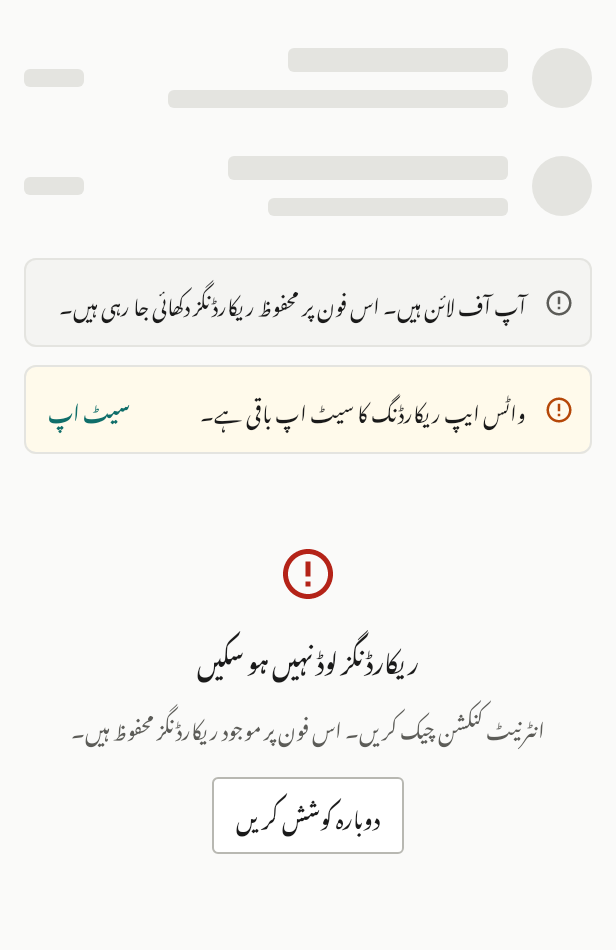 آپ آف لائن ہیں۔ اس فون پر محفوظ ریکارڈنگز دکھائی جا رہی ہیں۔
واٹس ایپ ریکارڈنگ کا سیٹ اپ باقی ہے۔ سیٹ اپ
ریکارڈنگز لوڈ نہیں ہو سکیں
انٹرنیٹ کنکشن چیک کریں۔ اس فون پر موجود ریکارڈنگز محفوظ ہیں۔
دوبارہ کوشش کریں